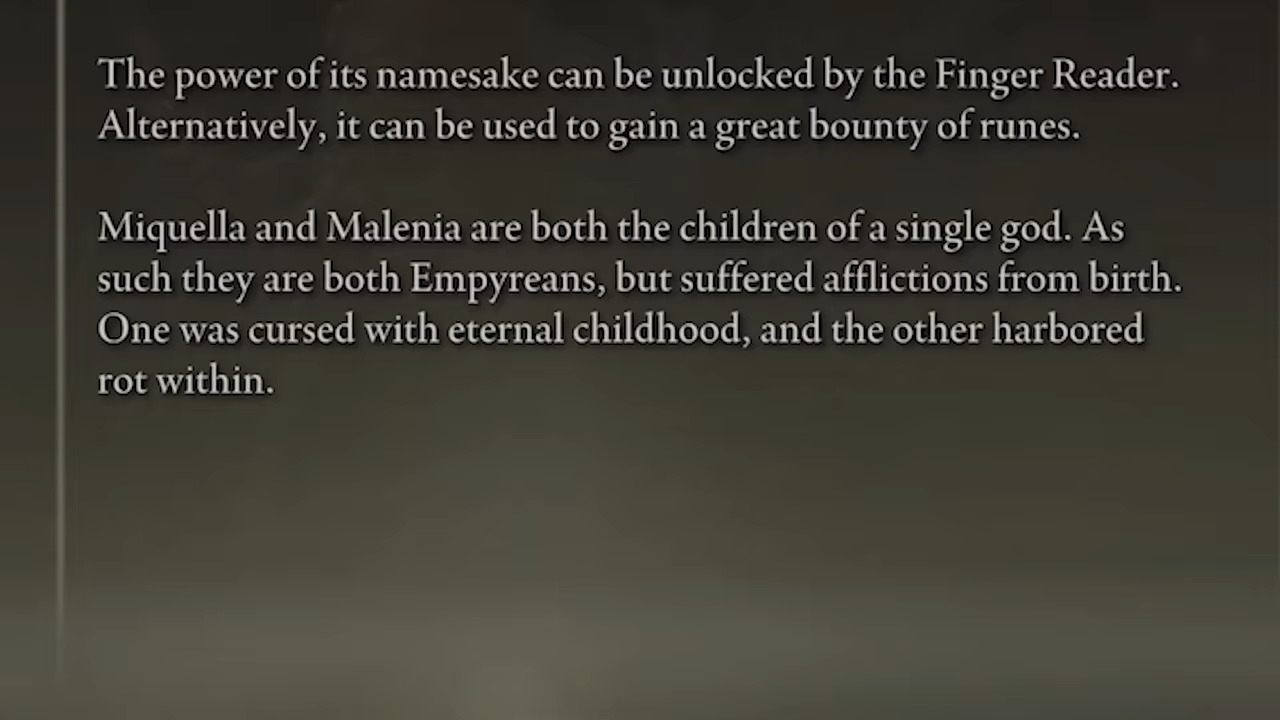 The power of its namesake can be unlocked by the Finger Reader.
Alternatively, it can be used to gain a great bounty of runes.
Miquella and Malenia are both the children of a single god. As
such they are both Empyreans, but suffered afflictions from birth.
One was cursed with eternal childhood, and the other harbored
rot within.